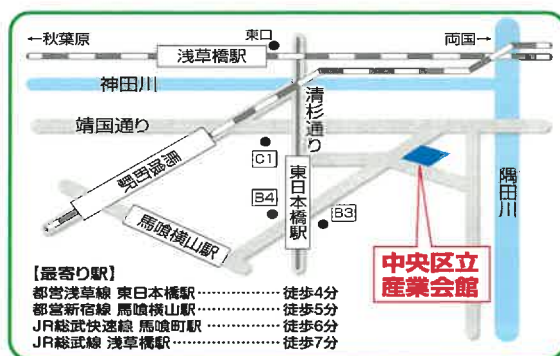 ←秋葉原
東口
両国→
浅草橋駅
神田川
清杉通り
靖国通り
C1
馬喰町駅
東日本橋駅
B4
B3
馬喰横山駅
隅田川
中央区立
産業会館
【最寄り駅】
都営浅草線 東日本橋駅…………徒歩4分
都営新宿線 馬喰横山駅…………徒歩5分
JR総武快速線 馬喰町駅…………徒歩6分
JR総武線 浅草橋駅…………徒歩7分